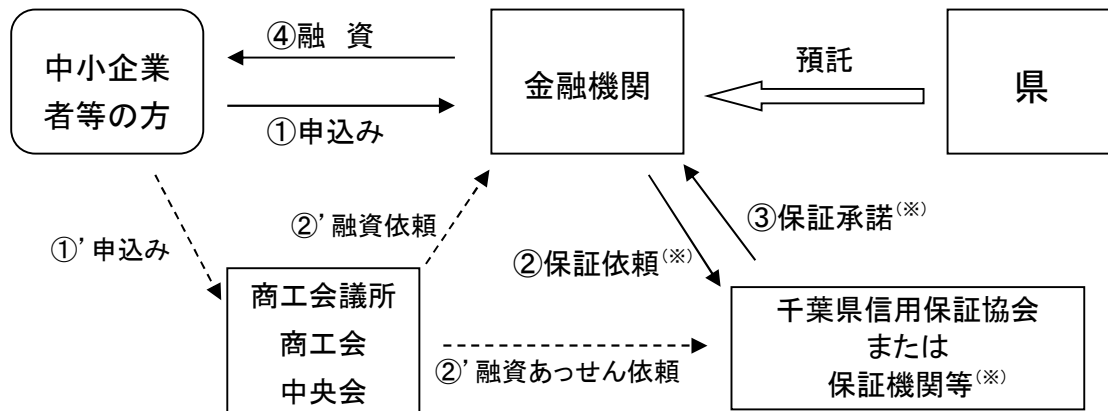 中小企業
者等の方
④融 資
①申込み
金融機関
預託
県
①’申込み
②’融資依頼
②保証依頼(※)
③保証承諾(※)
商工会議所
商工会
中央会
②’融資あっせん依頼
千葉県信用保証協会
または
保証機関等(※)